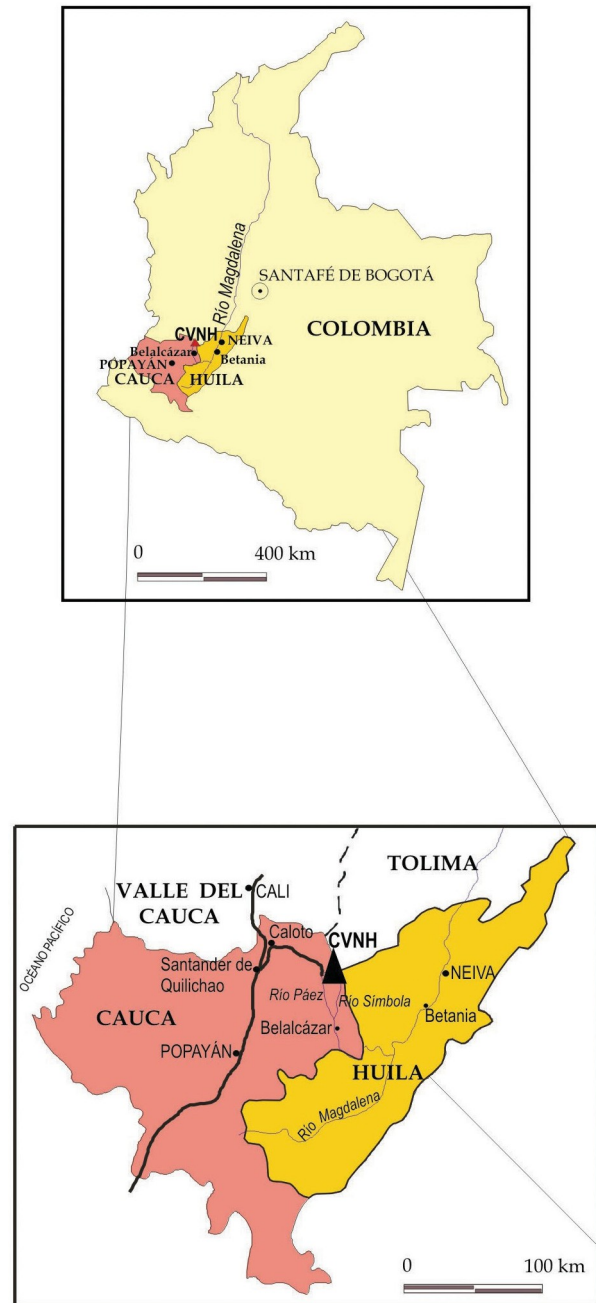 Río Magdalena
SANTAFÉ DE BOGOTÁ
COLOMBIA
CVNH
NEIVA
Belalcázar
Betania
POPAYÁN
CAUCA
HUILA
0
400 km
TOLIMA
VALLE DEL
CAUCA
CALI
OCÉANO PACÍFICO
Caloto
CVNH
Santander de
Quilichao
NEIVA
Río Páez
Río Símbola
CAUCA
Betania
Belalcázar
POPAYÁN
HUILA
Río Magdalena
0
100 km